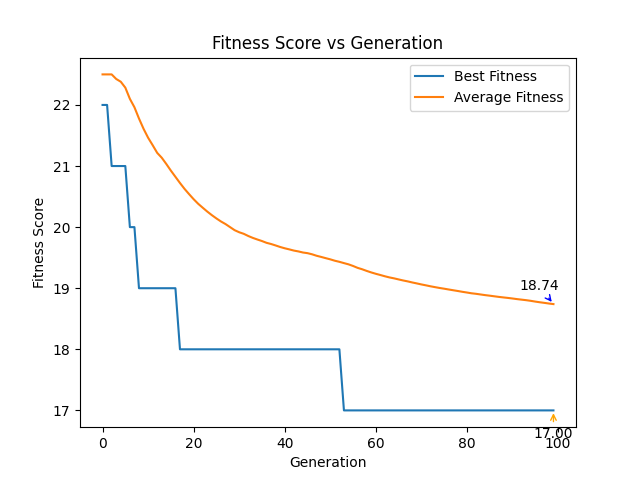 Fitness Score vs Generation
Best Fitness
Average Fitness
22
21
20
19
18
17
Fitness Score
18.74
17.00
0
20
40
60
80
100
Generation